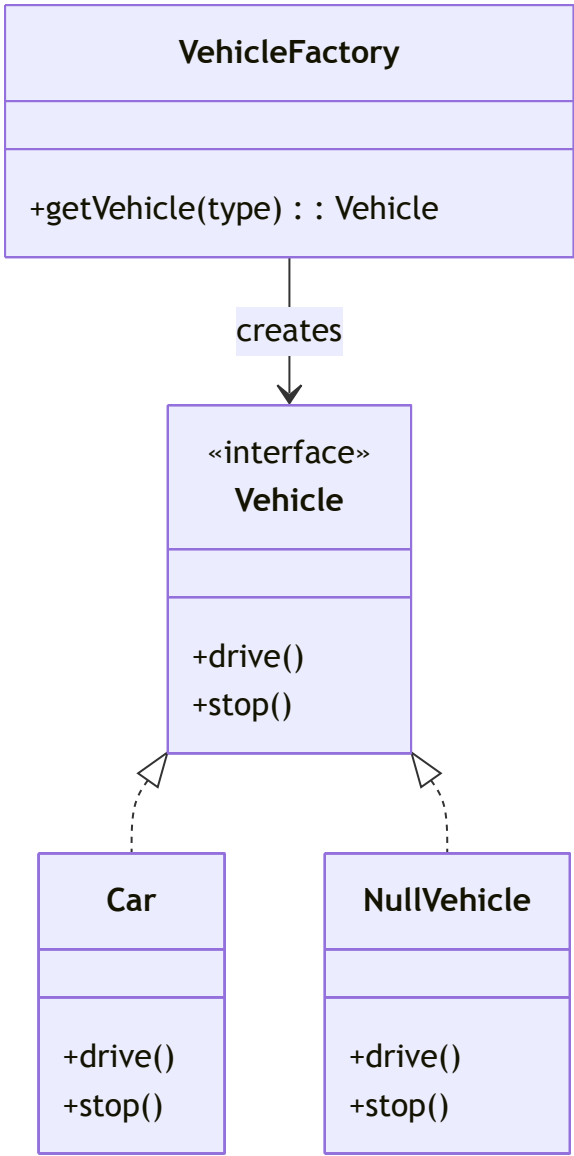 VehicleFactory
+getVehicle(type) : : Vehicle
creates
«interface»
Vehicle
+drive()
+stop()
Car
+drive()
+stop()
NullVehicle
+drive()
+stop()